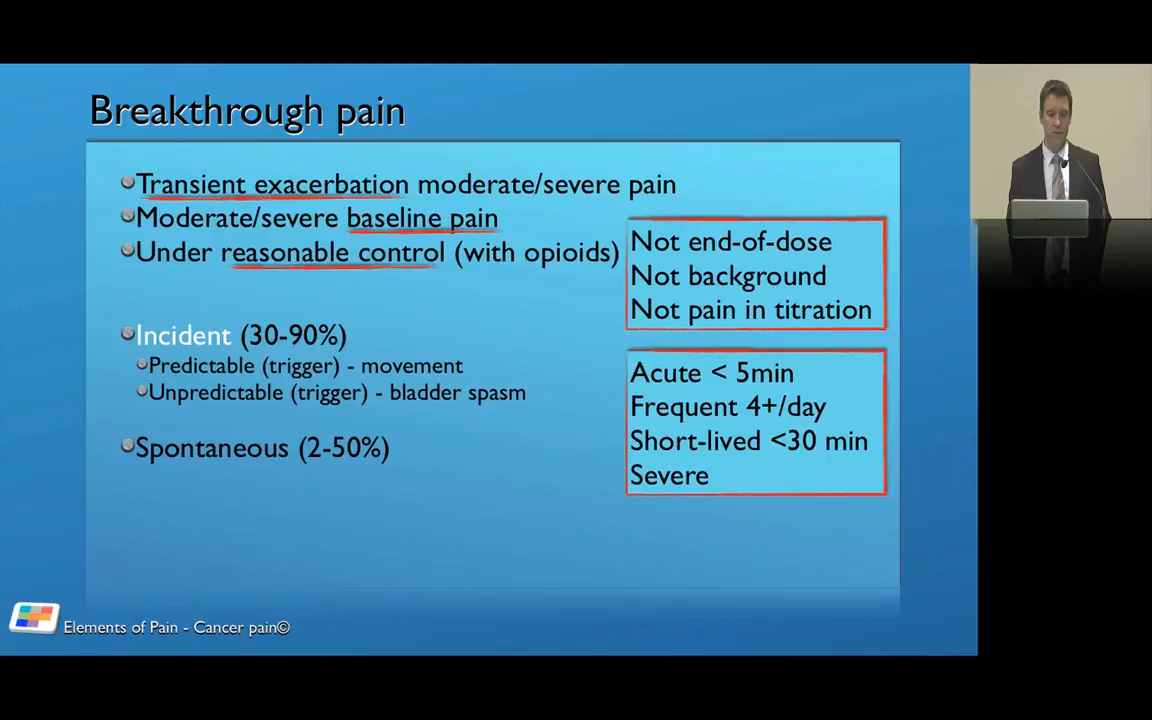 Breakthrough pain
Transient exacerbation moderate/severe pain
Moderate/severe baseline pain
Under reasonable control (with opioids)
Not end-of-dose
Not background
Not pain in titration
Incident (30-90%)
Predictable (trigger) - movement
Unpredictable (trigger) - bladder spasm
Spontaneous (2-50%)
Acute < 5min
Frequent 4+/day
Short-lived <30 min
Severe
Elements of Pain - Cancer pain©